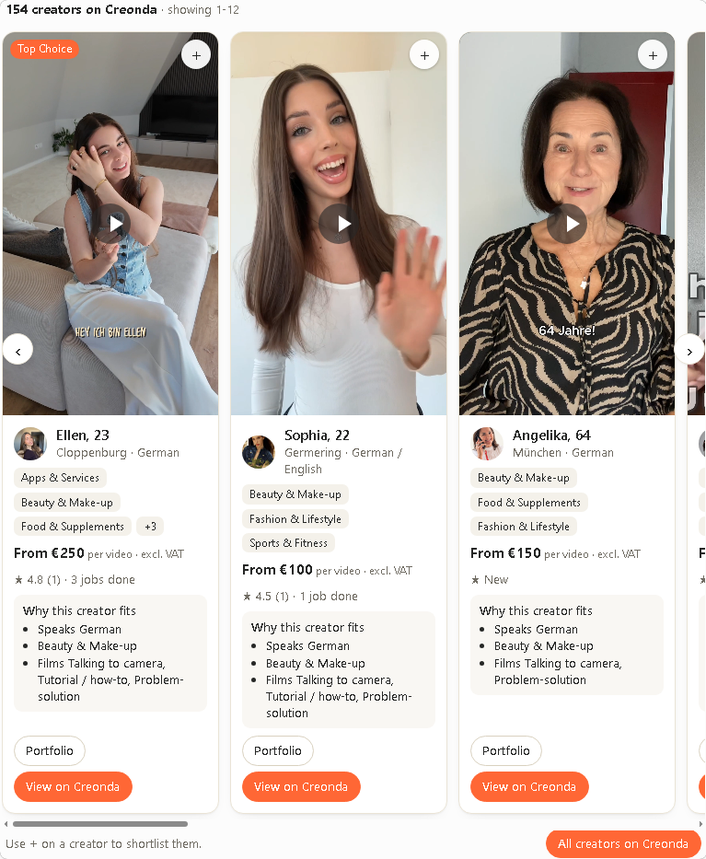 154 creators on Creonda · showing 1-12
Top Choice
+
+
+
HEY ICH BIN ELLEN
64 Jahre!
‹
›
Ellen, 23
Cloppenburg · German
Apps & Services
Beauty & Make-up
Food & Supplements +3
From €250 per video · excl. VAT
★ 4.8 (1) · 3 jobs done
Why this creator fits
• Speaks German
• Beauty & Make-up
• Films Talking to camera,
Tutorial / how-to, Problem-
solution
Portfolio
View on Creonda
Sophia, 22
Germering · German /
English
Beauty & Make-up
Fashion & Lifestyle
Sports & Fitness
From €100 per video · excl. VAT
★ 4.5 (1) · 1 job done
Why this creator fits
• Speaks German
• Beauty & Make-up
• Films Talking to camera,
Tutorial / how-to, Problem-
solution
Portfolio
View on Creonda
Angelika, 64
München · German
Beauty & Make-up
Food & Supplements
Fashion & Lifestyle
From €150 per video · excl. VAT
★ New
Why this creator fits
• Speaks German
• Beauty & Make-up
• Films Talking to camera,
Problem-solution
Portfolio
View on Creonda
Use + on a creator to shortlist them.
All creators on Creonda